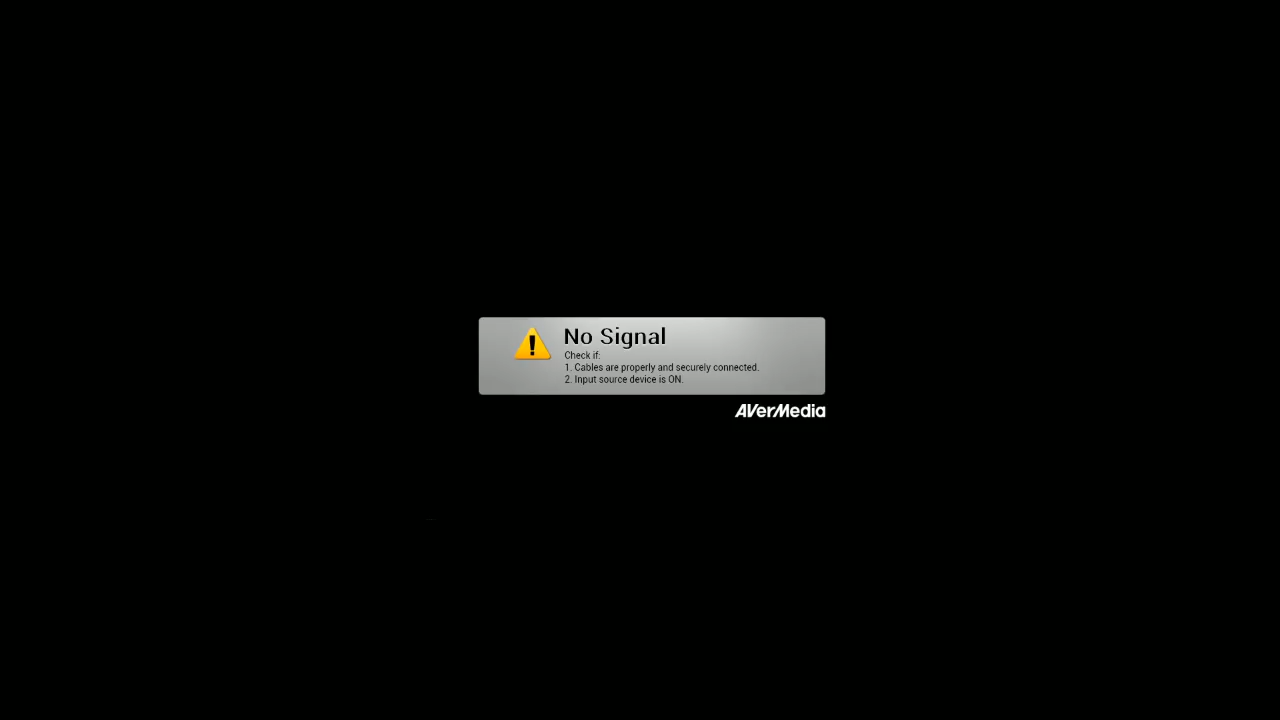 No Signal
Check if:
1. Cables are properly and securely connected.
2. Input source device is ON.
AVerMedia